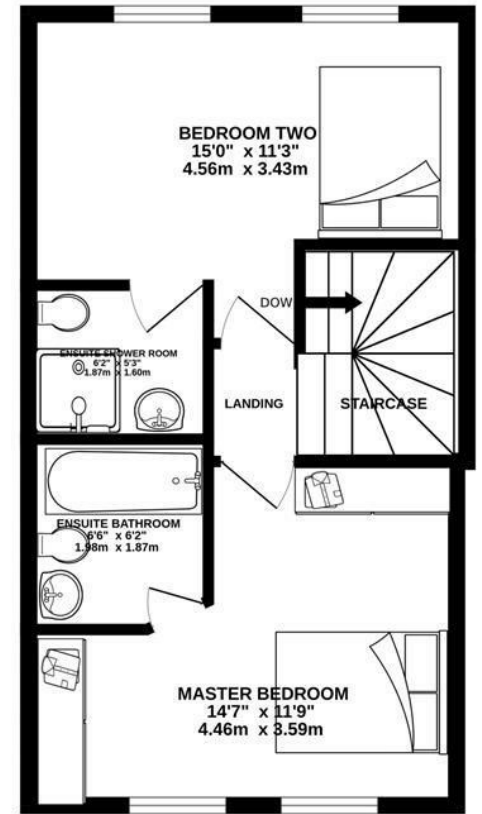 BEDROOM TWO
15'0" x 11'3"
4.56m x 3.43m
DOW
ENSUITE SHOWER ROOM
6'2" x 5'3"
1.87m x 1.60m
LANDING
STAIRCASE
ENSUITE BATHROOM
6'6" x 6'2"
1.98m x 1.87m
MASTER BEDROOM
14'7" x 11'9"
4.46m x 3.59m